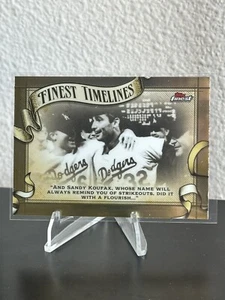 FINEST TIMELINES
FINEST
Dodgers
Dodgers
32
"AND SANDY KOUFAX, WHOSE NAME WILL
ALWAYS REMIND YOU OF STRIKEOUTS, DID IT
WITH A FLOURISH..."